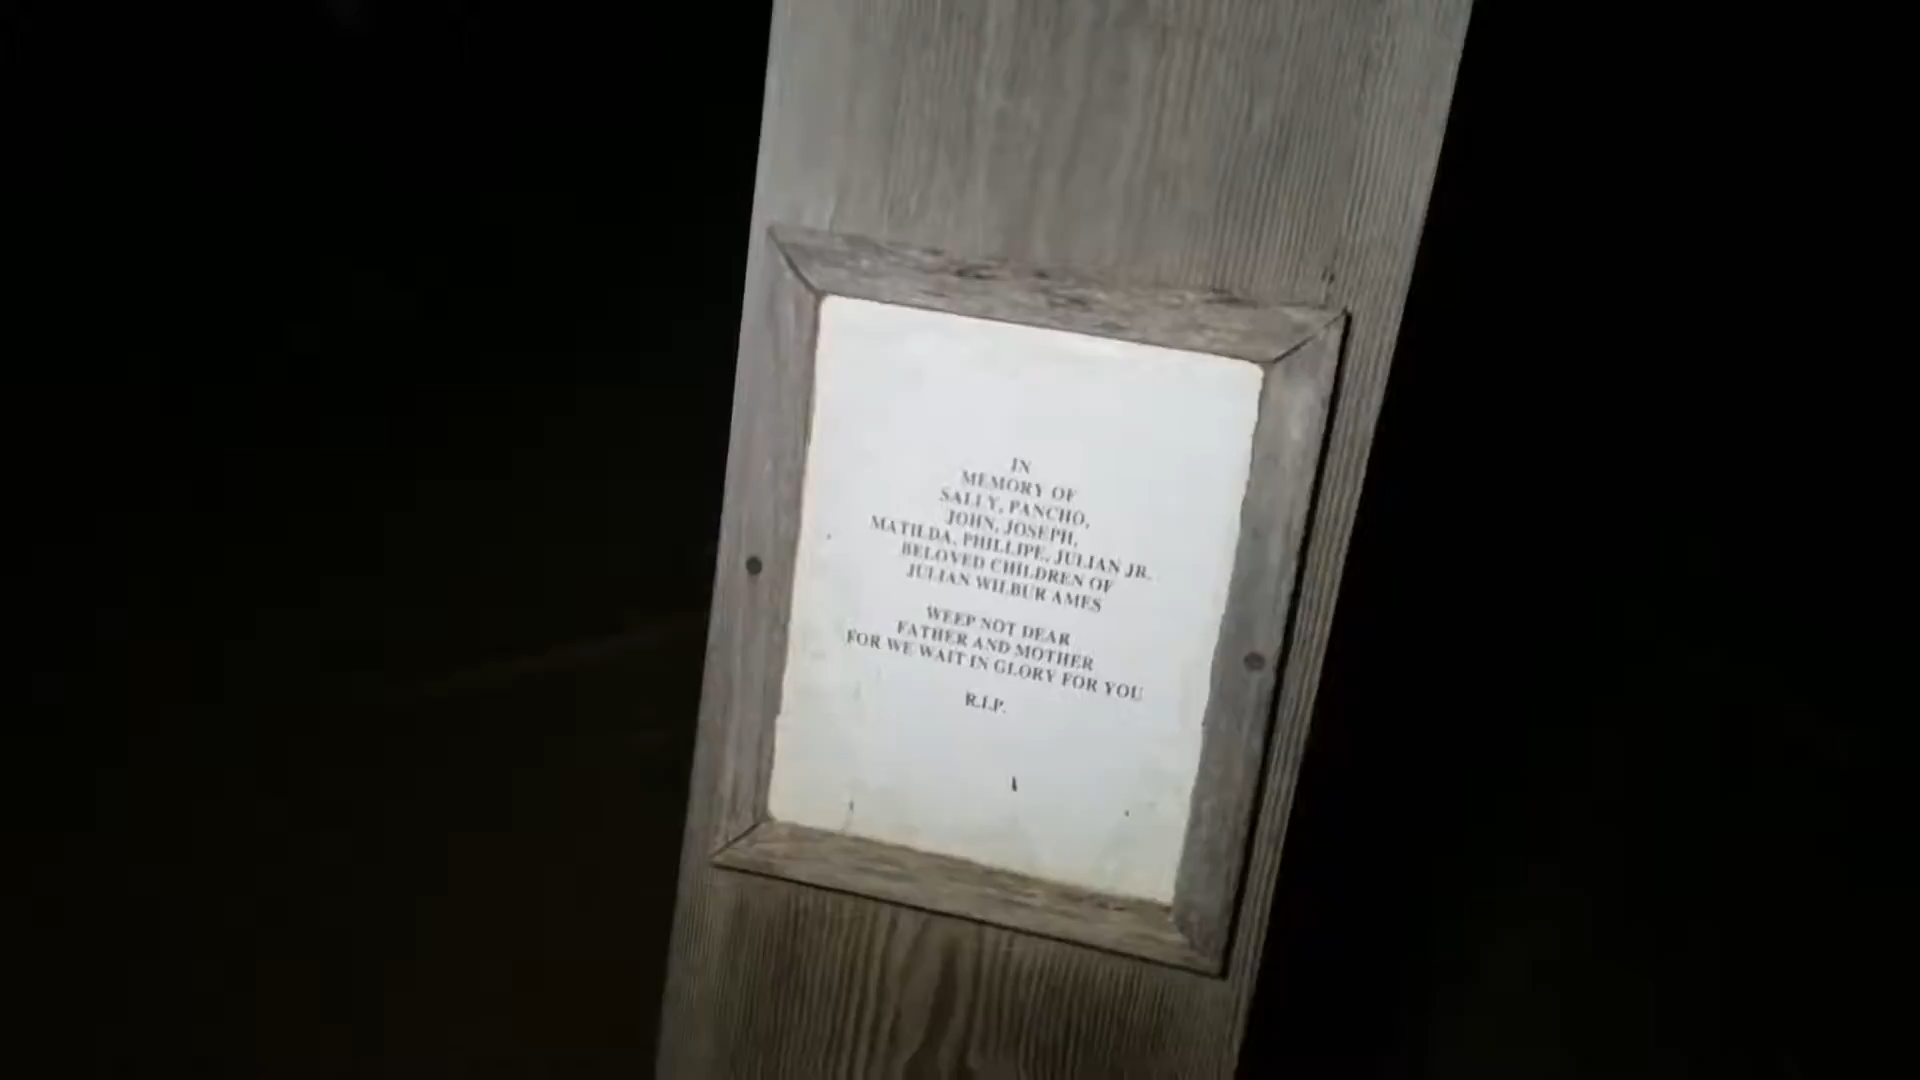 IN
MEMORY OF
SALLY, PANCHO,
JOHN, JOSEPH,
MATILDA, PHILLIPE, JULIAN JR.
BELOVED CHILDREN OF
JULIAN WILBUR AMES
WEEP NOT DEAR
FATHER AND MOTHER
FOR WE WAIT IN GLORY FOR YOU
R.I.P.